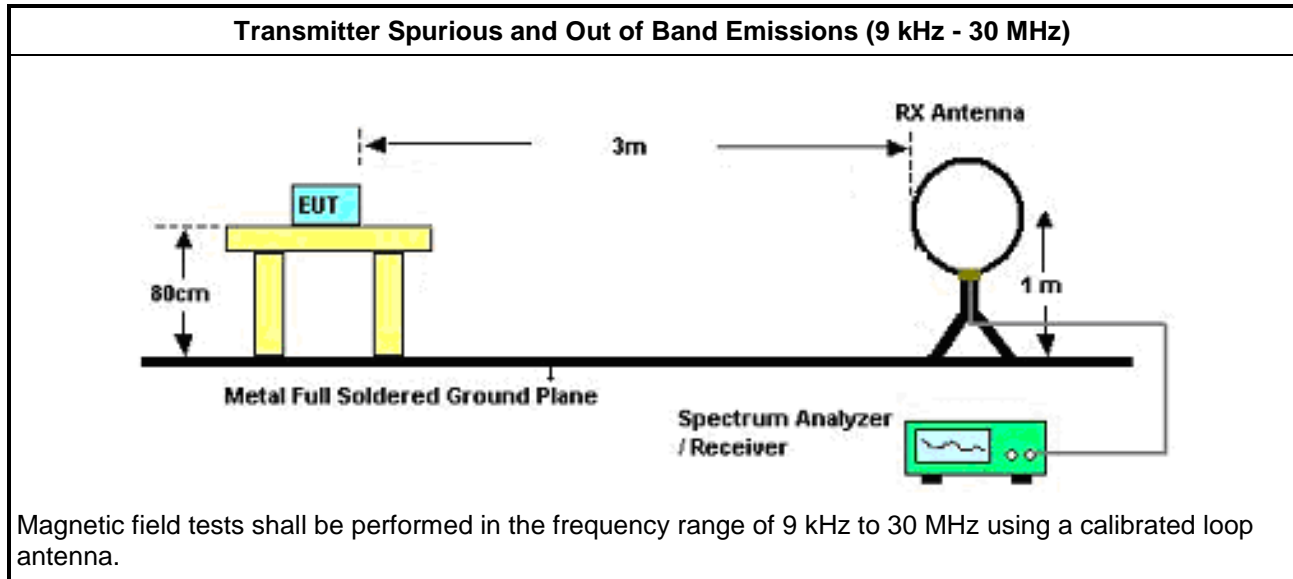 Transmitter Spurious and Out of Band Emissions (9 kHz - 30 MHz)
RX Antenna
3m
EUT
80cm
1 m
Metal Full Soldered Ground Plane
Spectrum Analyzer
/ Receiver
Magnetic field tests shall be performed in the frequency range of 9 kHz to 30 MHz using a calibrated loop
antenna.